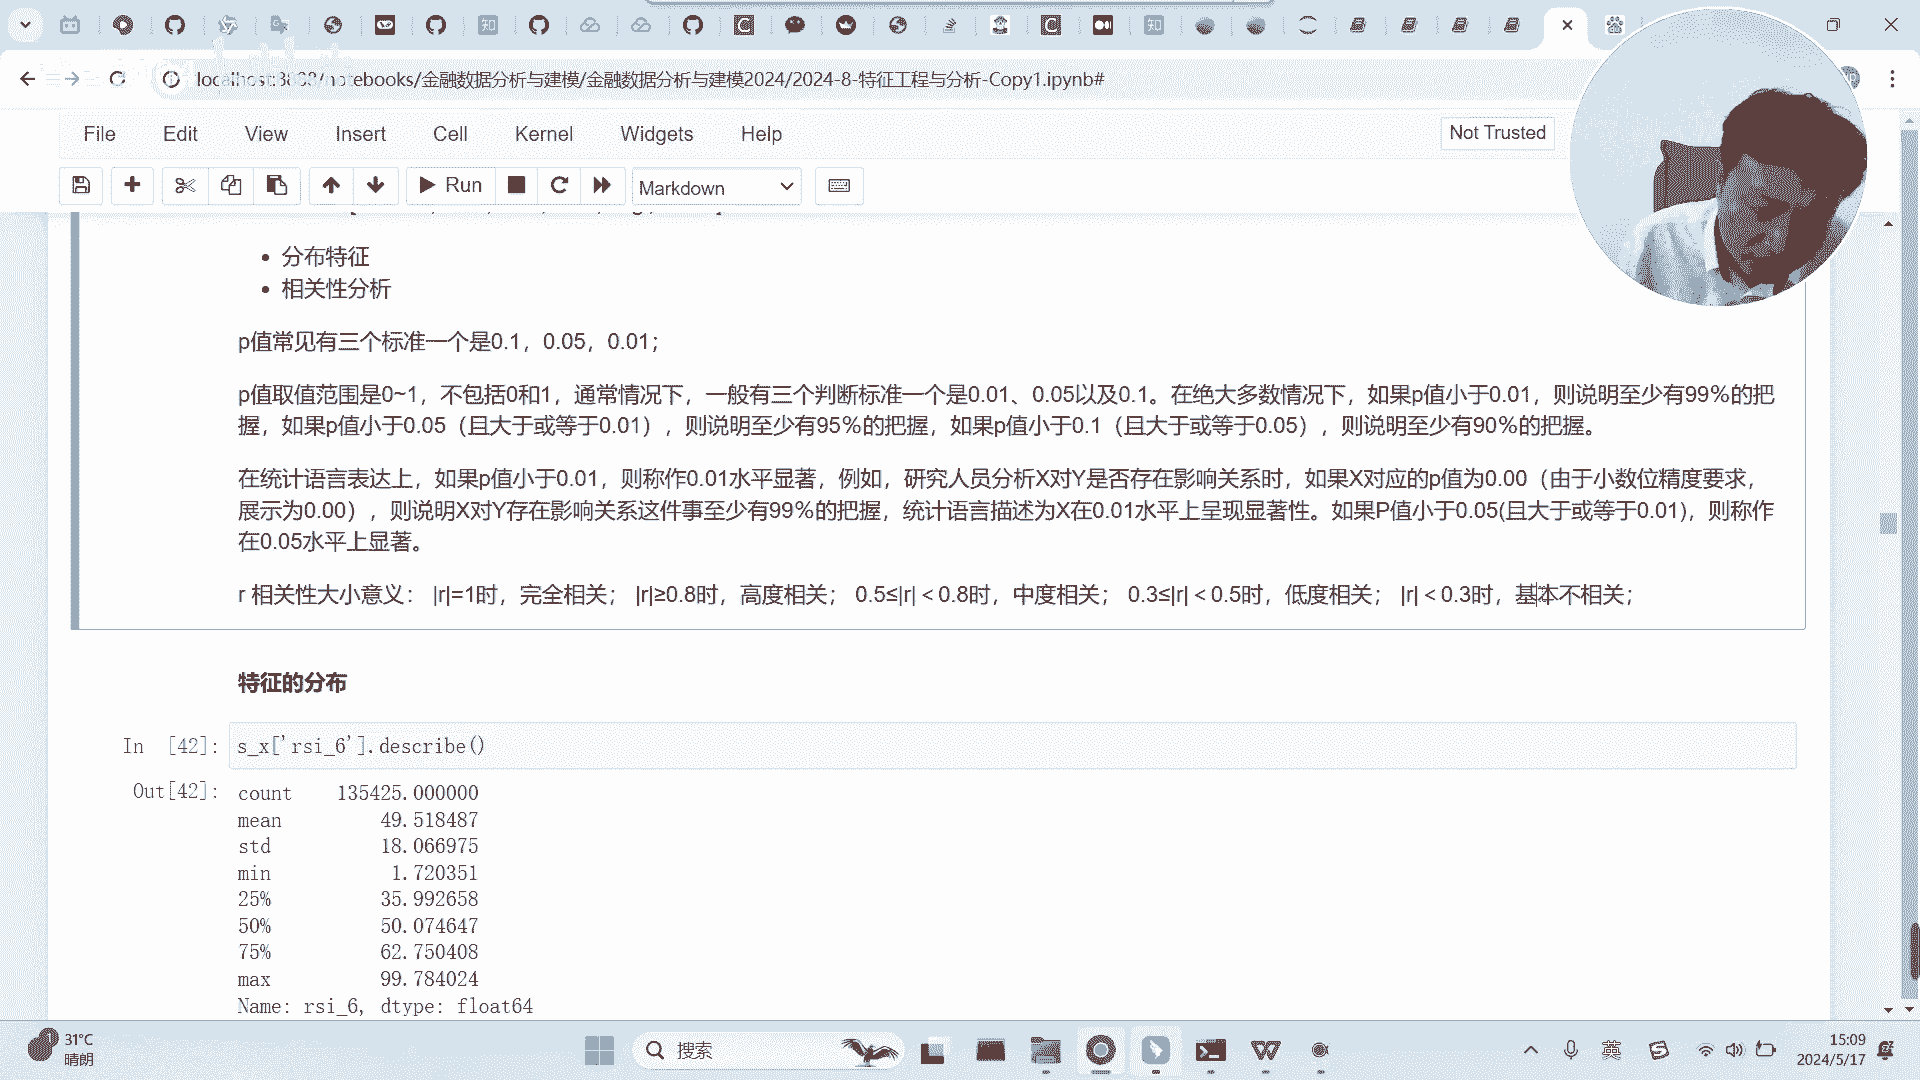 localhost:8888/notebooks/金融数据分析与建模/金融数据分析与建模2024/2024-8-特征工程与分析-Copy1.ipynb#
File Edit View Insert Cell Kernel Widgets Help
Not Trusted
Run
Markdown
分布特征
相关性分析
p值常见有三个标准一个是0.1，0.05，0.01；
p值取值范围是0~1，不包括0和1，通常情况下，一般有三个判断标准一个是0.01、0.05以及0.1。在绝大多数情况下，如果p值小于0.01，则说明至少有99%的把
握，如果p值小于0.05（且大于或等于0.01），则说明至少有95%的把握，如果p值小于0.1（且大于或等于0.05），则说明至少有90%的把握。
在统计语言表达上，如果p值小于0.01，则称作0.01水平显著，例如，研究人员分析X对Y是否存在影响关系时，如果X对应的p值为0.00（由于小数位精度要求，
展示为0.00），则说明X对Y存在影响关系这件事至少有99%的把握，统计语言描述为X在0.01水平上呈现显著性。如果P值小于0.05(且大于或等于0.01)，则称作
在0.05水平上显著。
r 相关性大小意义： |r|=1时，完全相关； |r|≥0.8时，高度相关； 0.5≤|r|＜0.8时，中度相关； 0.3≤|r|＜0.5时，低度相关； |r|＜0.3时，基本不相关；
特征的分布
In [42]: s_x['rsi_6'].describe()
Out[42]: count 135425.000000
mean 49.518487
std 18.066975
min 1.720351
25% 35.992658
50% 50.074647
75% 62.750408
max 99.784024
Name: rsi_6, dtype: float64
31°C
晴朗
搜索
英
15:09
2024/5/17